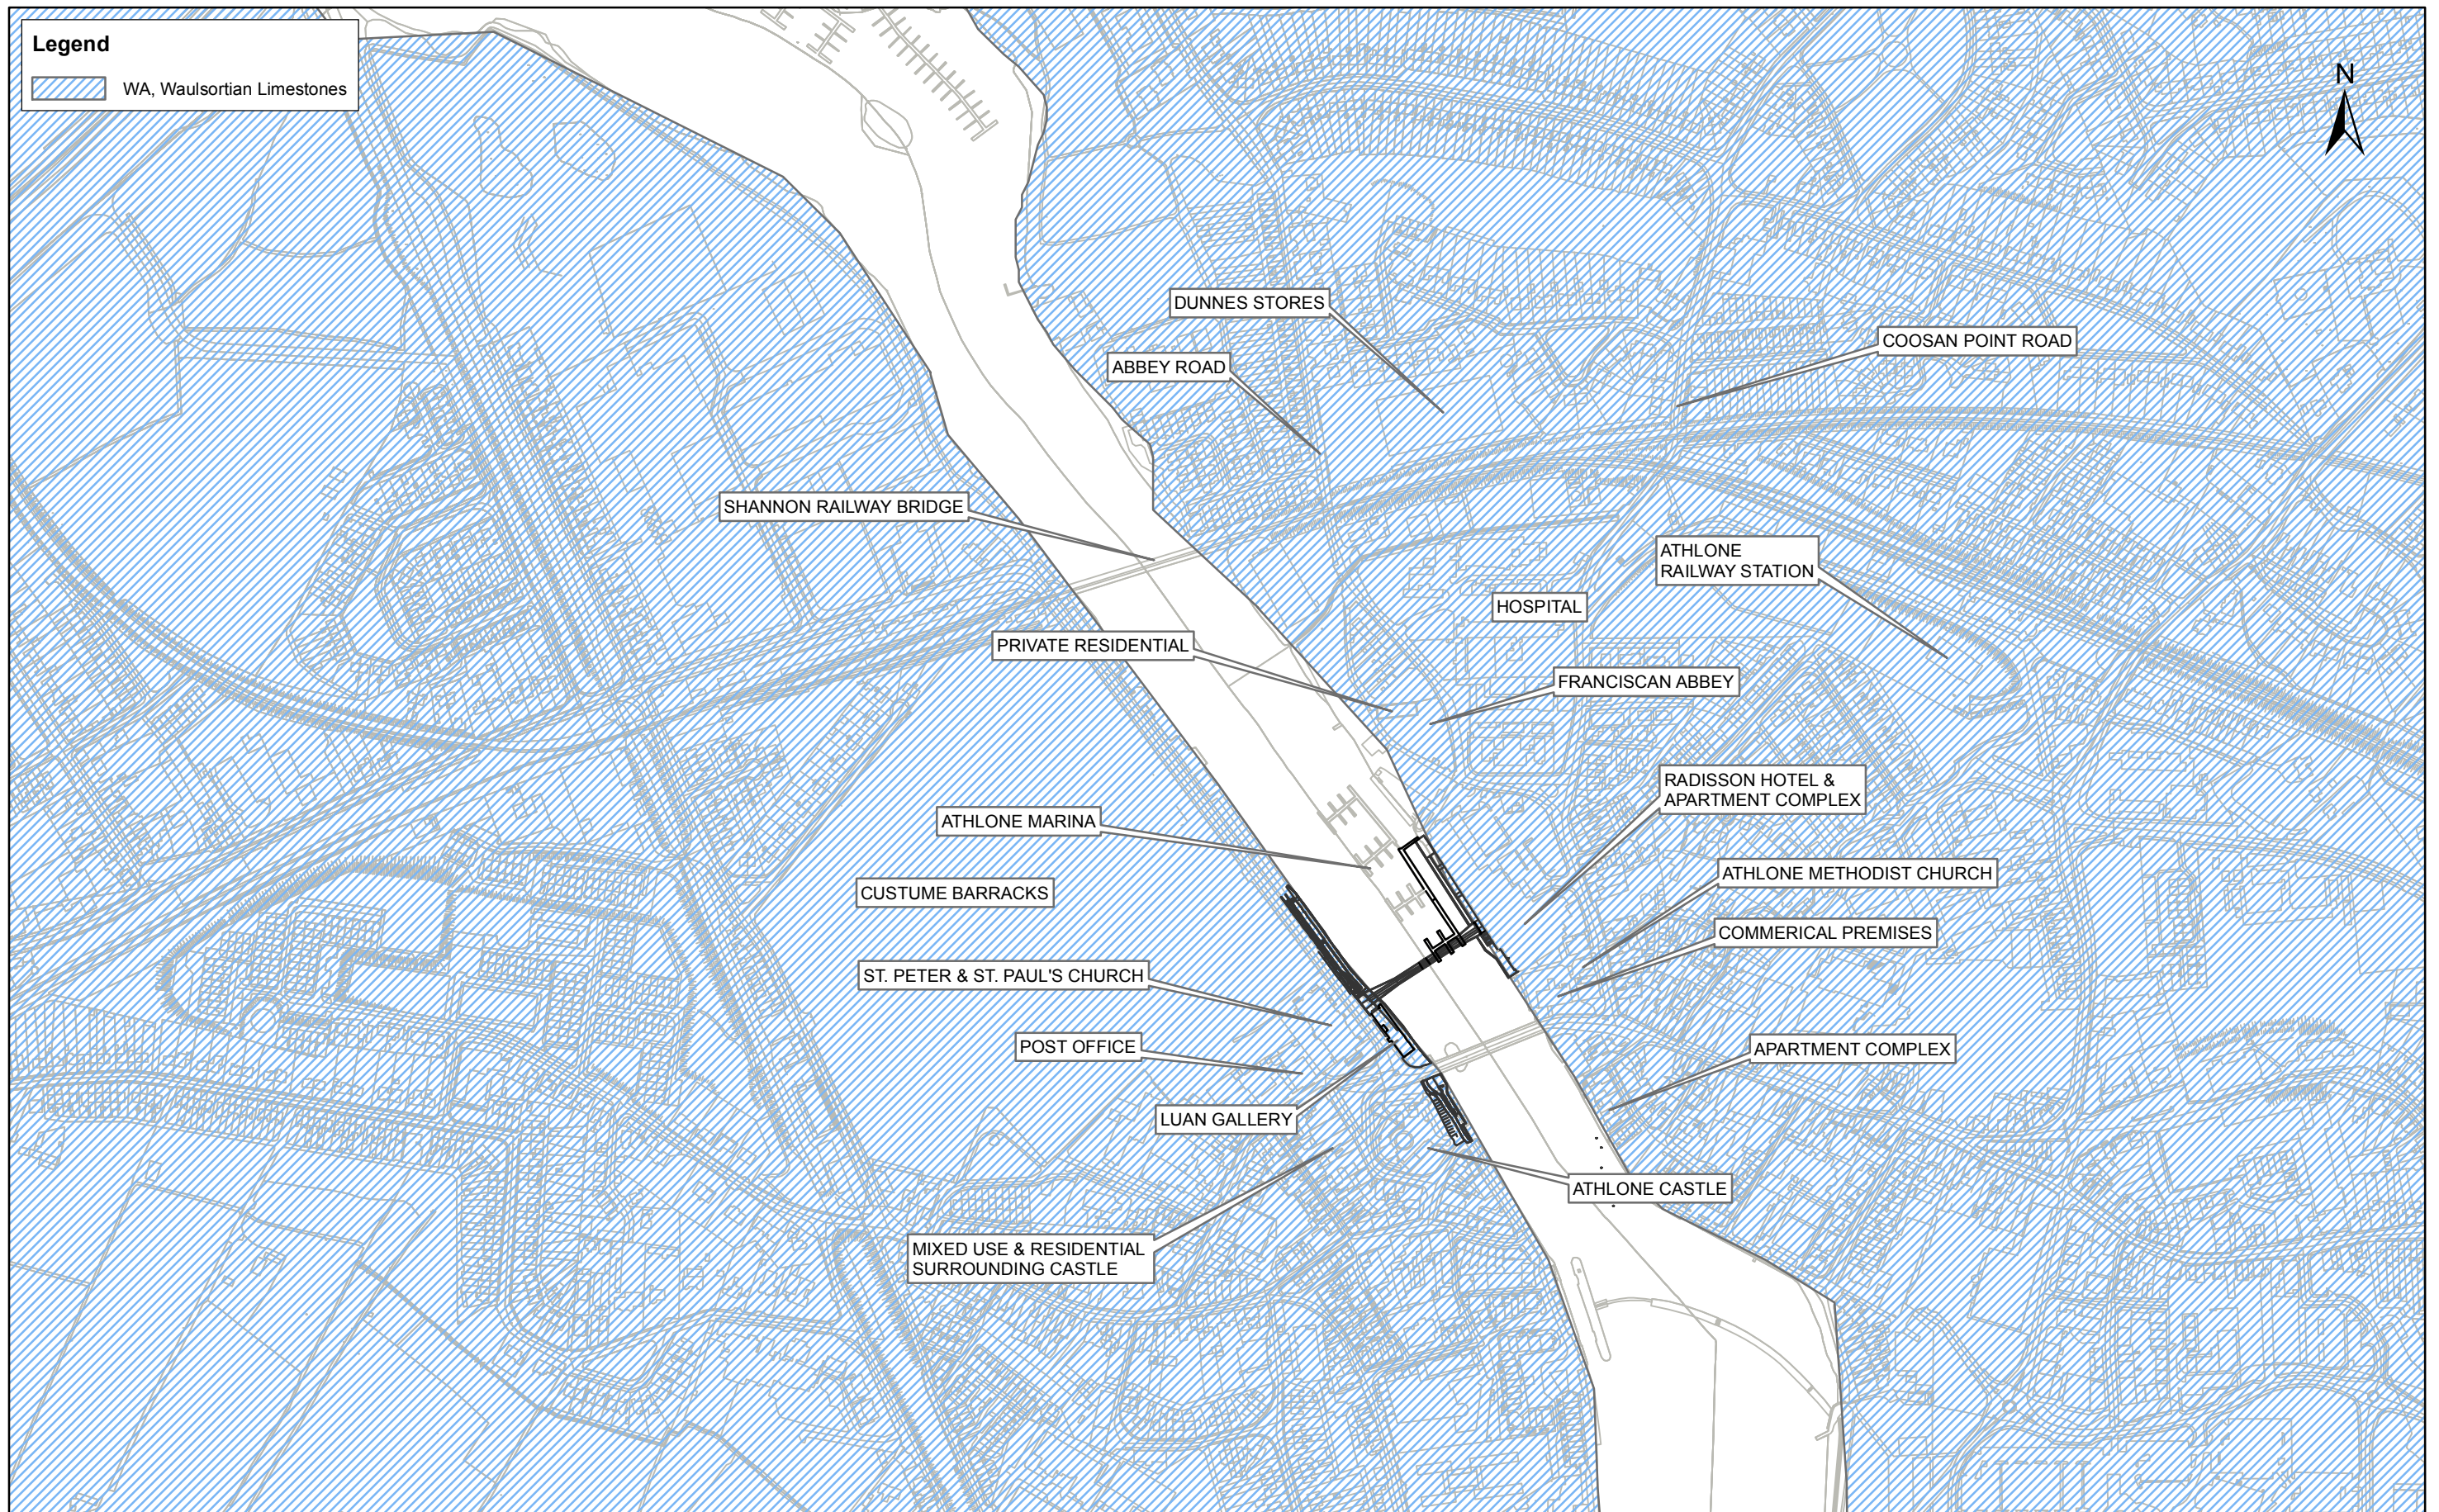 Legend
WA, Waulsortian Limestones
N
DUNNES STORES
COOSAN POINT ROAD
ABBEY ROAD
SHANNON RAILWAY BRIDGE
ATHLONE
RAILWAY STATION
HOSPITAL
PRIVATE RESIDENTIAL
FRANCISCAN ABBEY
RADISSON HOTEL &
APARTMENT COMPLEX
ATHLONE MARINA
ATHLONE METHODIST CHURCH
CUSTUME BARRACKS
COMMERICAL PREMISES
ST. PETER & ST. PAUL'S CHURCH
POST OFFICE
APARTMENT COMPLEX
LUAN GALLERY
ATHLONE CASTLE
MIXED USE & RESIDENTIAL
SURROUNDING CASTLE